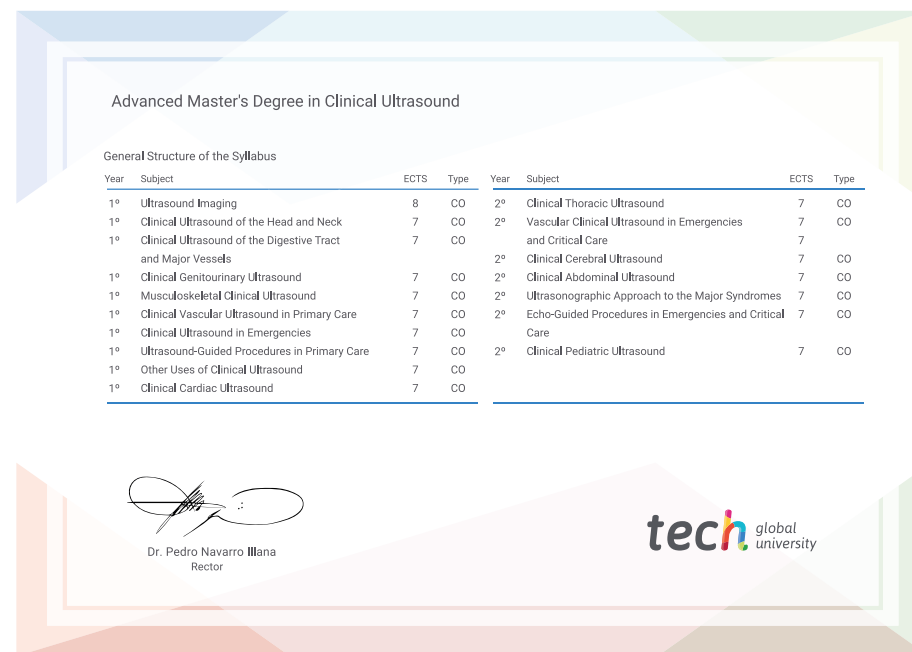 Advanced Master's Degree in Clinical Ultrasound
General Structure of the Syllabus
Year Subject ECTS Type
1º Ultrasound Imaging 8 CO
1º Clinical Ultrasound of the Head and Neck 7 CO
1º Clinical Ultrasound of the Digestive Tract 7 CO
and Major Vessels
1º Clinical Genitourinary Ultrasound 7 CO
1º Musculoskeletal Clinical Ultrasound 7 CO
1º Clinical Vascular Ultrasound in Primary Care 7 CO
1º Clinical Ultrasound in Emergencies 7 CO
1º Ultrasound-Guided Procedures in Primary Care 7 CO
1º Other Uses of Clinical Ultrasound 7 CO
1º Clinical Cardiac Ultrasound 7 CO
Year Subject ECTS Type
2º Clinical Thoracic Ultrasound 7 CO
2º Vascular Clinical Ultrasound in Emergencies 7 CO
and Critical Care 7
2º Clinical Cerebral Ultrasound 7 CO
2º Clinical Abdominal Ultrasound 7 CO
2º Ultrasonographic Approach to the Major Syndromes 7 CO
2º Echo-Guided Procedures in Emergencies and Critical 7 CO
Care
2º Clinical Pediatric Ultrasound 7 CO
Dr. Pedro Navarro Illana
Rector
tech global
university